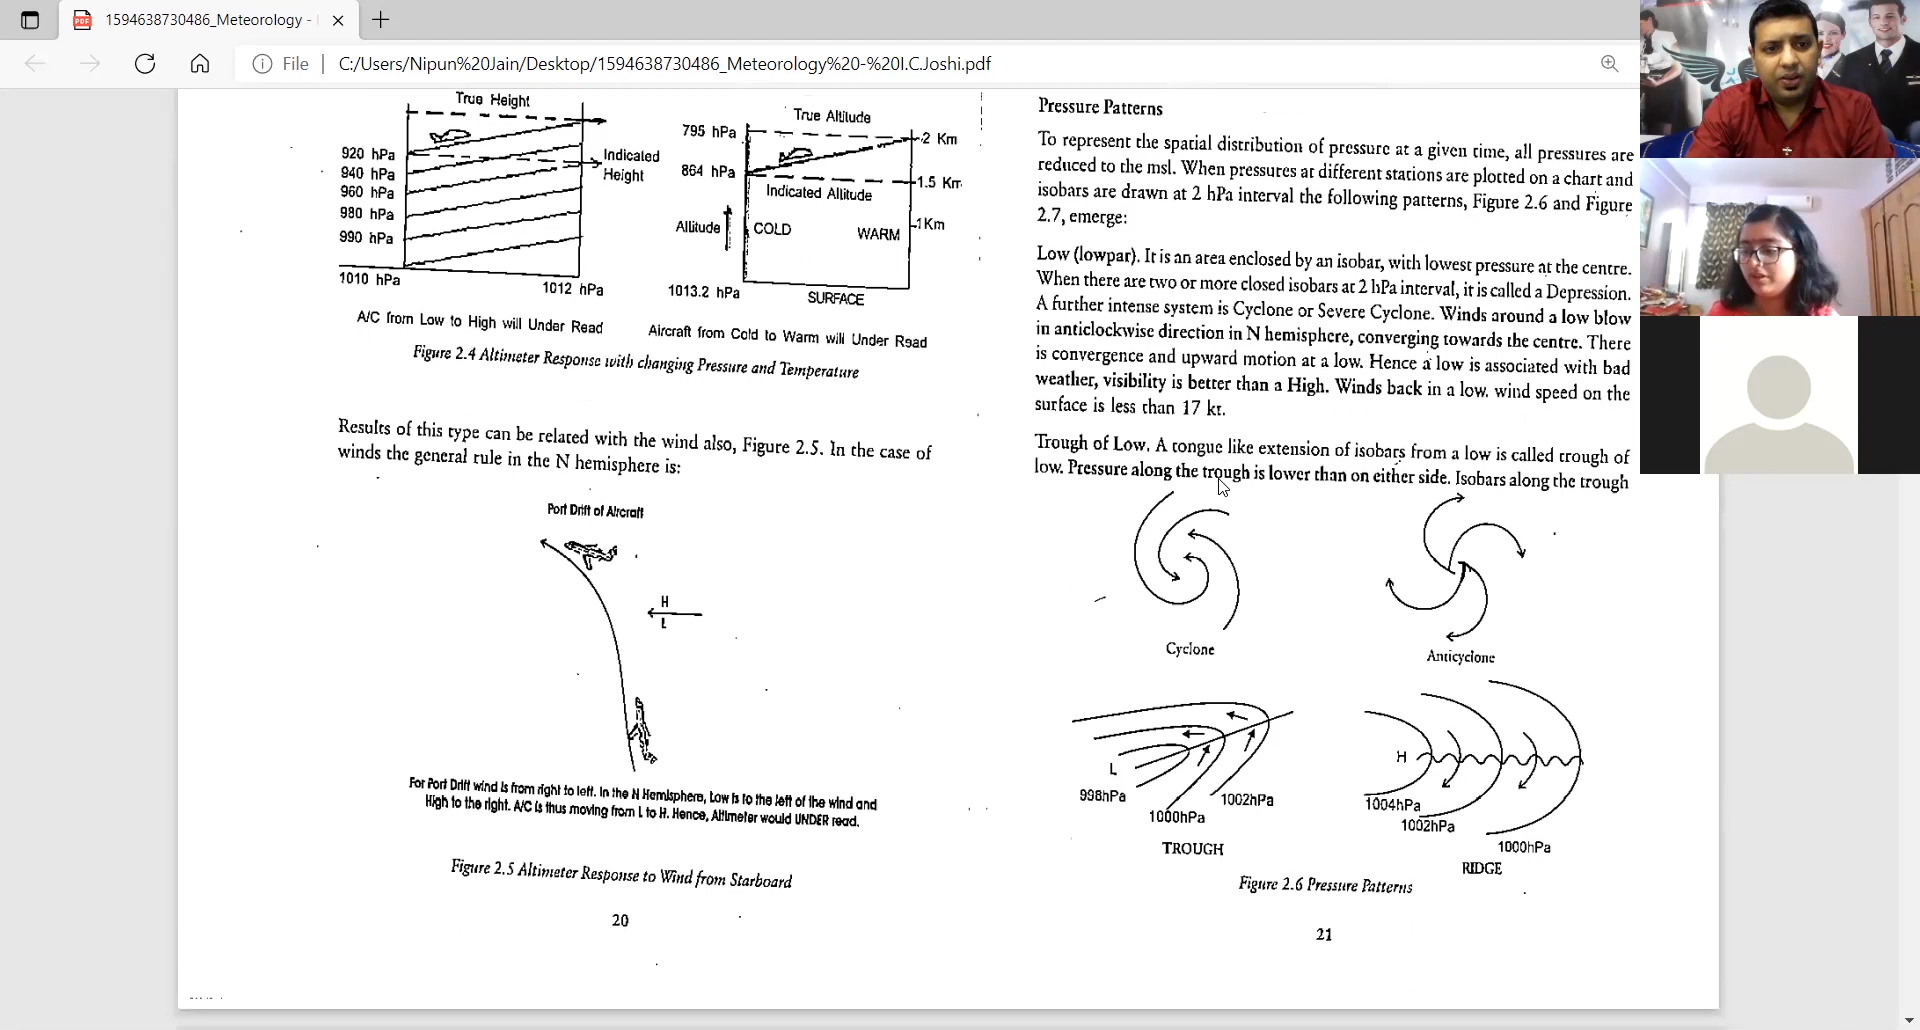 1594638730486_Meteorology -
File
C:/Users/Nipun%20Jain/Desktop/1594638730486_Meteorology%20-%20I.C.Joshi.pdf
True Height
920 hPa
940 hPa
960 hPa
980 hPa
990 hPa
1010 hPa
1012 hPa
Indicated
Height
A/C from Low to High will Under Read
True Altitude
795 hPa
864 hPa
2 Km
1.5 Km
Indicated Altitude
Altitude
COLD
WARM
1Km
1013.2 hPa
SURFACE
Aircraft from Cold to Warm will Under Read
Figure 2.4 Altimeter Response with changing Pressure and Temperature
Results of this type can be related with the wind also, Figure 2.5. In the case of
winds the general rule in the N hemisphere is:
Port Drift of Aircraft
H
L
For Port Drift wind is from right to left. In the N Hemisphere, Low is to the left of the wind and
High to the right. A/C is thus moving from L to H. Hence, Altimeter would UNDER read.
Figure 2.5 Altimeter Response to Wind from Starboard
20
Pressure Patterns
To represent the spatial distribution of pressure at a given time, all pressures are
reduced to the msl. When pressures at different stations are plotted on a chart and
isobars are drawn at 2 hPa interval the following patterns, Figure 2.6 and Figure
2.7, emerge:
Low (lowpar). It is an area enclosed by an isobar, with lowest pressure at the centre.
When there are two or more closed isobars at 2 hPa interval, it is called a Depression.
A further intense system is Cyclone or Severe Cyclone. Winds around a low blow
in anticlockwise direction in N hemisphere, converging towards the centre. There
is convergence and upward motion at a low. Hence a low is associated with bad
weather, visibility is better than a High. Winds back in a low. wind speed on the
surface is less than 17 kt.
Trough of Low. A tongue like extension of isobars from a low is called trough of
low. Pressure along the trough is lower than on either side. Isobars along the trough
Cyclone
Anticyclone
L
998hPa
1000hPa
1002hPa
TROUGH
H
1004hPa
1002hPa
1000hPa
RIDGE
Figure 2.6 Pressure Patterns
21